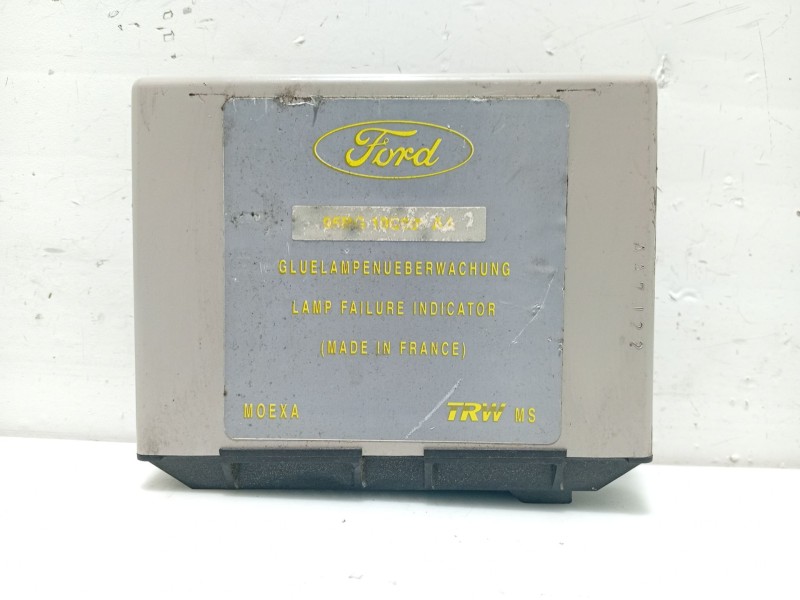 Ford
GLUELAMPENUEBERWACHUNG
LAMP FAILURE INDICATOR
(MADE IN FRANCE)
MOEXA
TRW MS